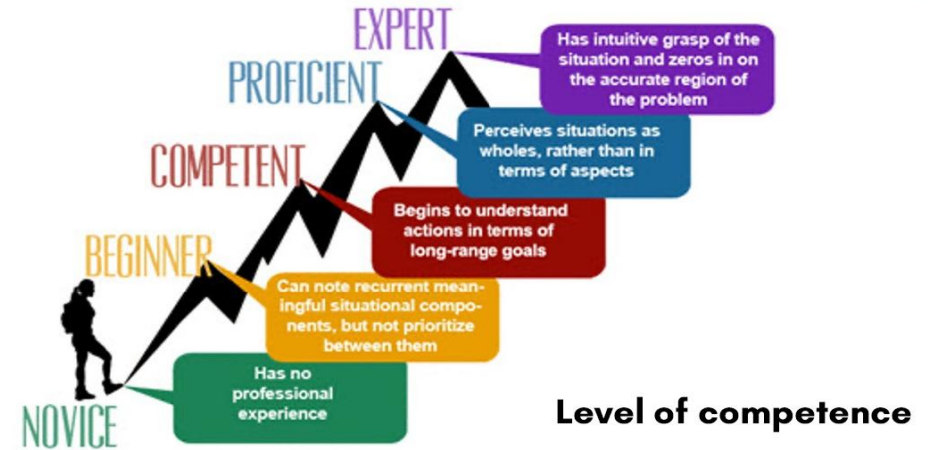 EXPERT
Has intuitive grasp of the
situation and zeros in on
the accurate region of
the problem
PROFICIENT
Perceives situations as
wholes, rather than in
terms of aspects
COMPETENT
Begins to understand
actions in terms of
long-range goals
BEGINNER
Can note recurrent mean-
ingful situational compo-
nents, but not prioritize
between them
NOVICE
Has no
professional
experience
Level of competence